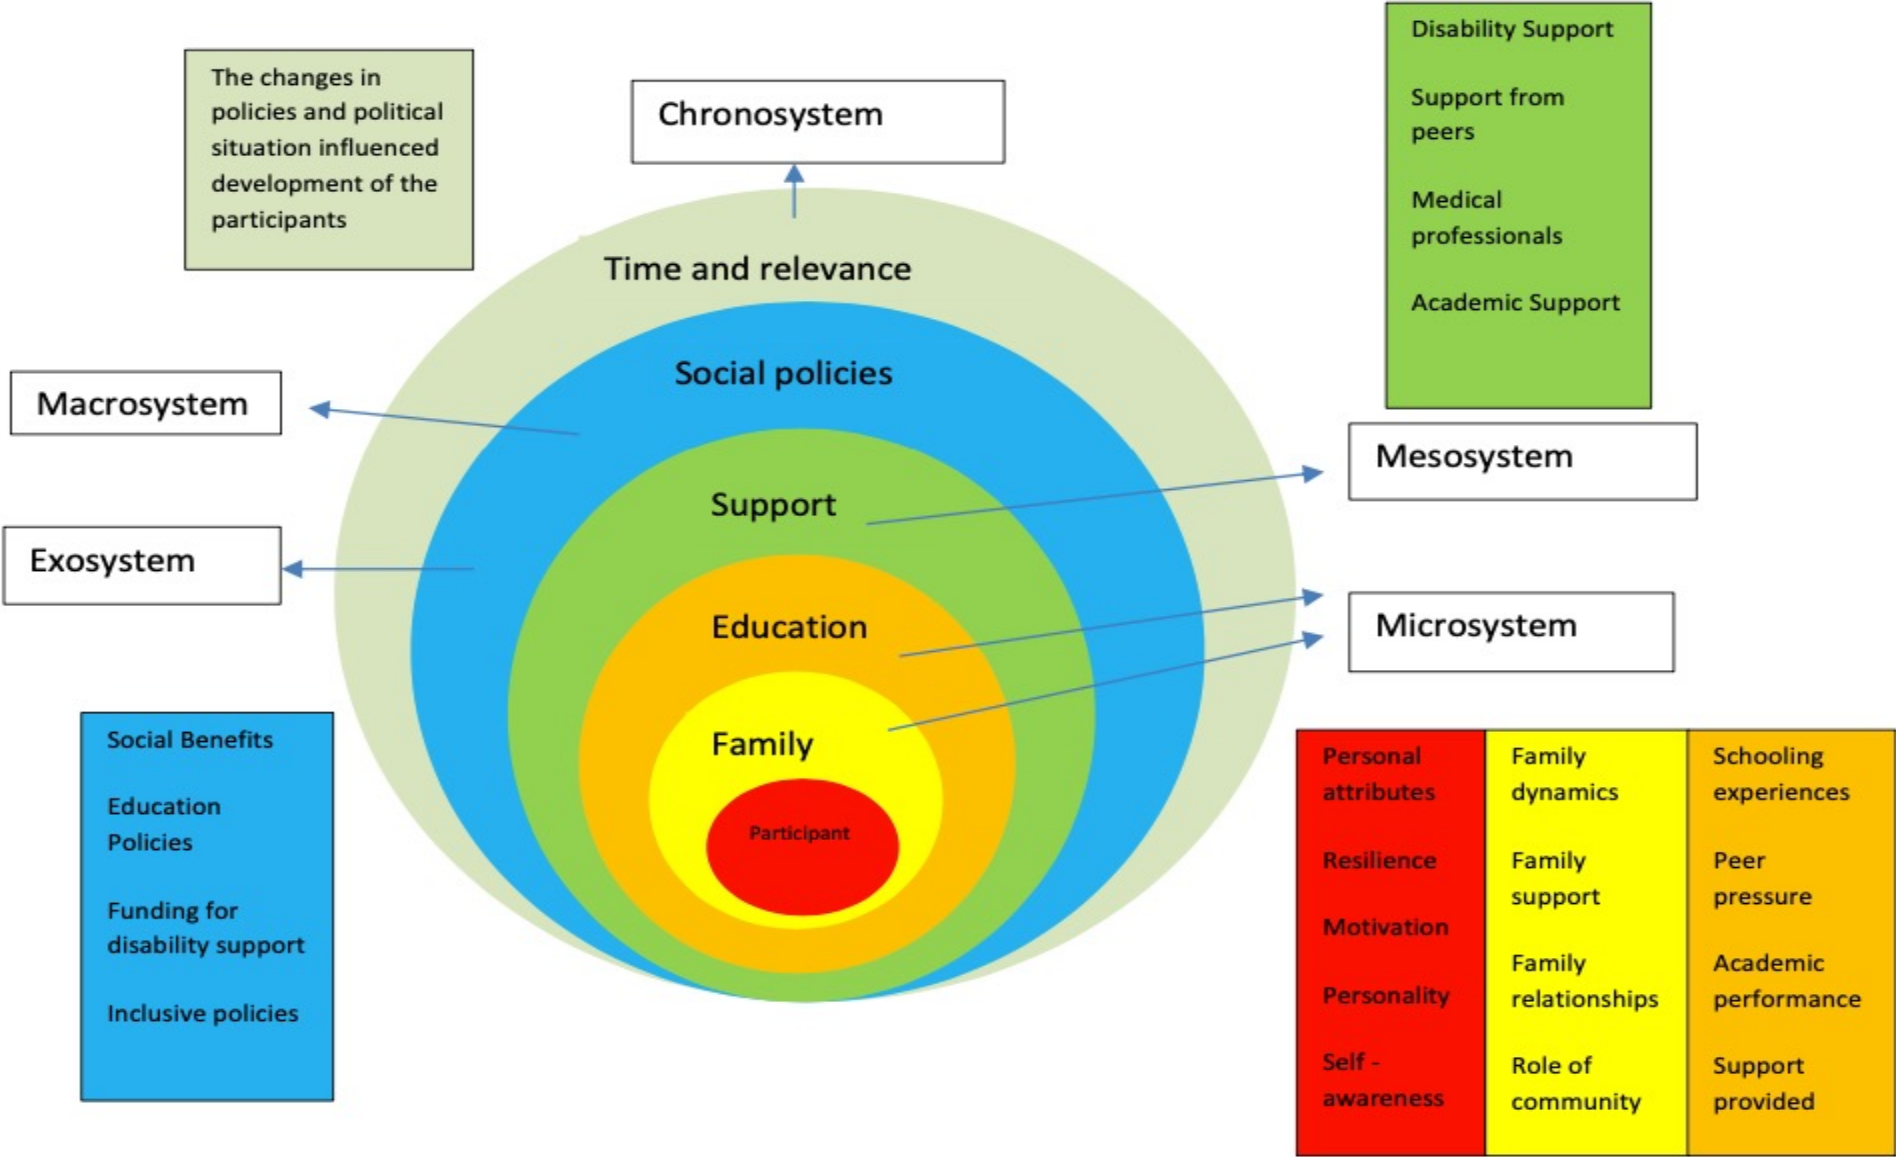 The changes in
policies and political
situation influenced
development of the
participants
Chronosystem
Disability Support
Support from
peers
Medical
professionals
Academic Support
Time and relevance
Social policies
Macrosystem
Mesosystem
Support
Exosystem
Education
Microsystem
Family
Participant
Social Benefits
Education
Policies
Funding for
disability support
Inclusive policies
Personal
attributes
Resilience
Motivation
Personality
Self -
awareness
Family
dynamics
Family
support
Family
relationships
Role of
community
Schooling
experiences
Peer
pressure
Academic
performance
Support
provided